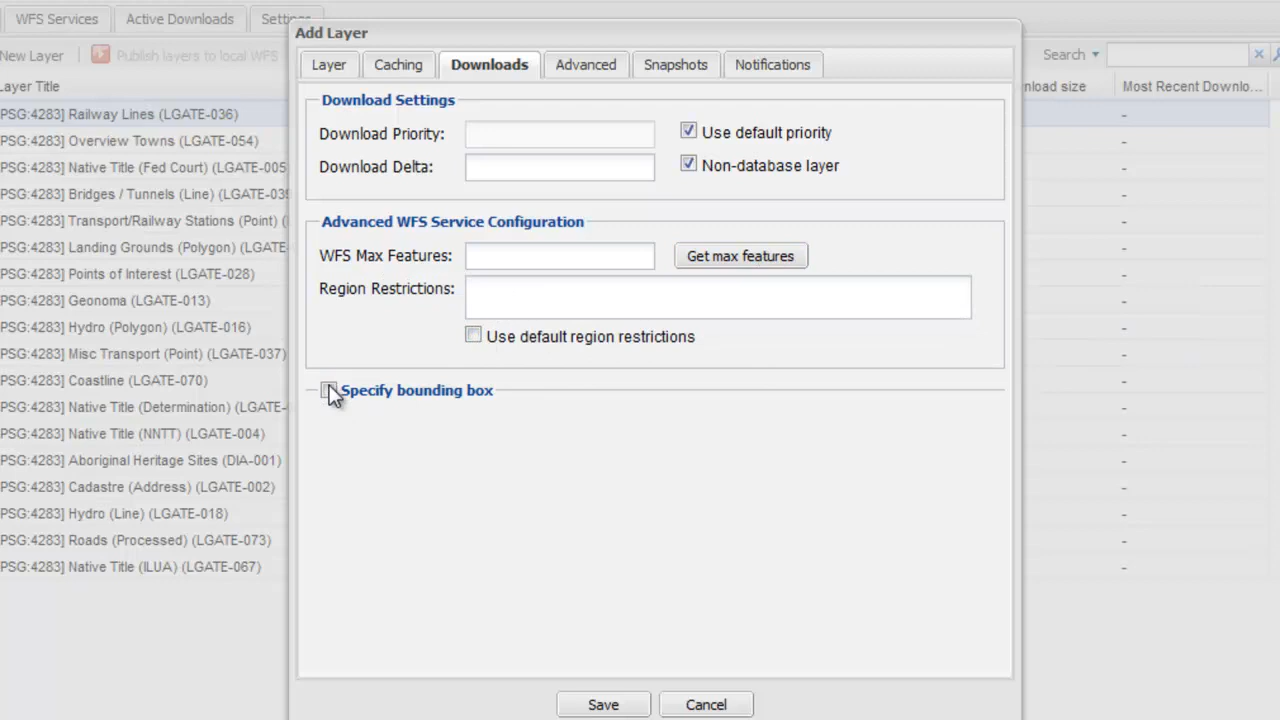 WFS Services Active Downloads Settings
Add Layer
New Layer Publish layers to local WFS Search
Layer Caching Downloads Advanced Snapshots Notifications
Layer Title nload size Most Recent Downlo...
Download Settings
PSG:4283] Railway Lines (LGATE-036)
Download Priority: Use default priority
PSG:4283] Overview Towns (LGATE-054) -
Download Delta: Non-database layer
PSG:4283] Native Title (Fed Court) (LGATE-005 -
PSG:4283] Bridges / Tunnels (Line) (LGATE-039 -
PSG:4283] Transport/Railway Stations (Point) ( -
Advanced WFS Service Configuration
PSG:4283] Landing Grounds (Polygon) (LGATE- -
WFS Max Features: Get max features
PSG:4283] Points of Interest (LGATE-028) -
Region Restrictions:
PSG:4283] Geonoma (LGATE-013) -
PSG:4283] Hydro (Polygon) (LGATE-016) -
Use default region restrictions
PSG:4283] Misc Transport (Point) (LGATE-037) -
PSG:4283] Coastline (LGATE-070) -
Specify bounding box
PSG:4283] Native Title (Determination) (LGATE- -
PSG:4283] Native Title (NNTT) (LGATE-004) -
PSG:4283] Aboriginal Heritage Sites (DIA-001) -
PSG:4283] Cadastre (Address) (LGATE-002) -
PSG:4283] Hydro (Line) (LGATE-018) -
PSG:4283] Roads (Processed) (LGATE-073) -
PSG:4283] Native Title (ILUA) (LGATE-067) -
Save Cancel